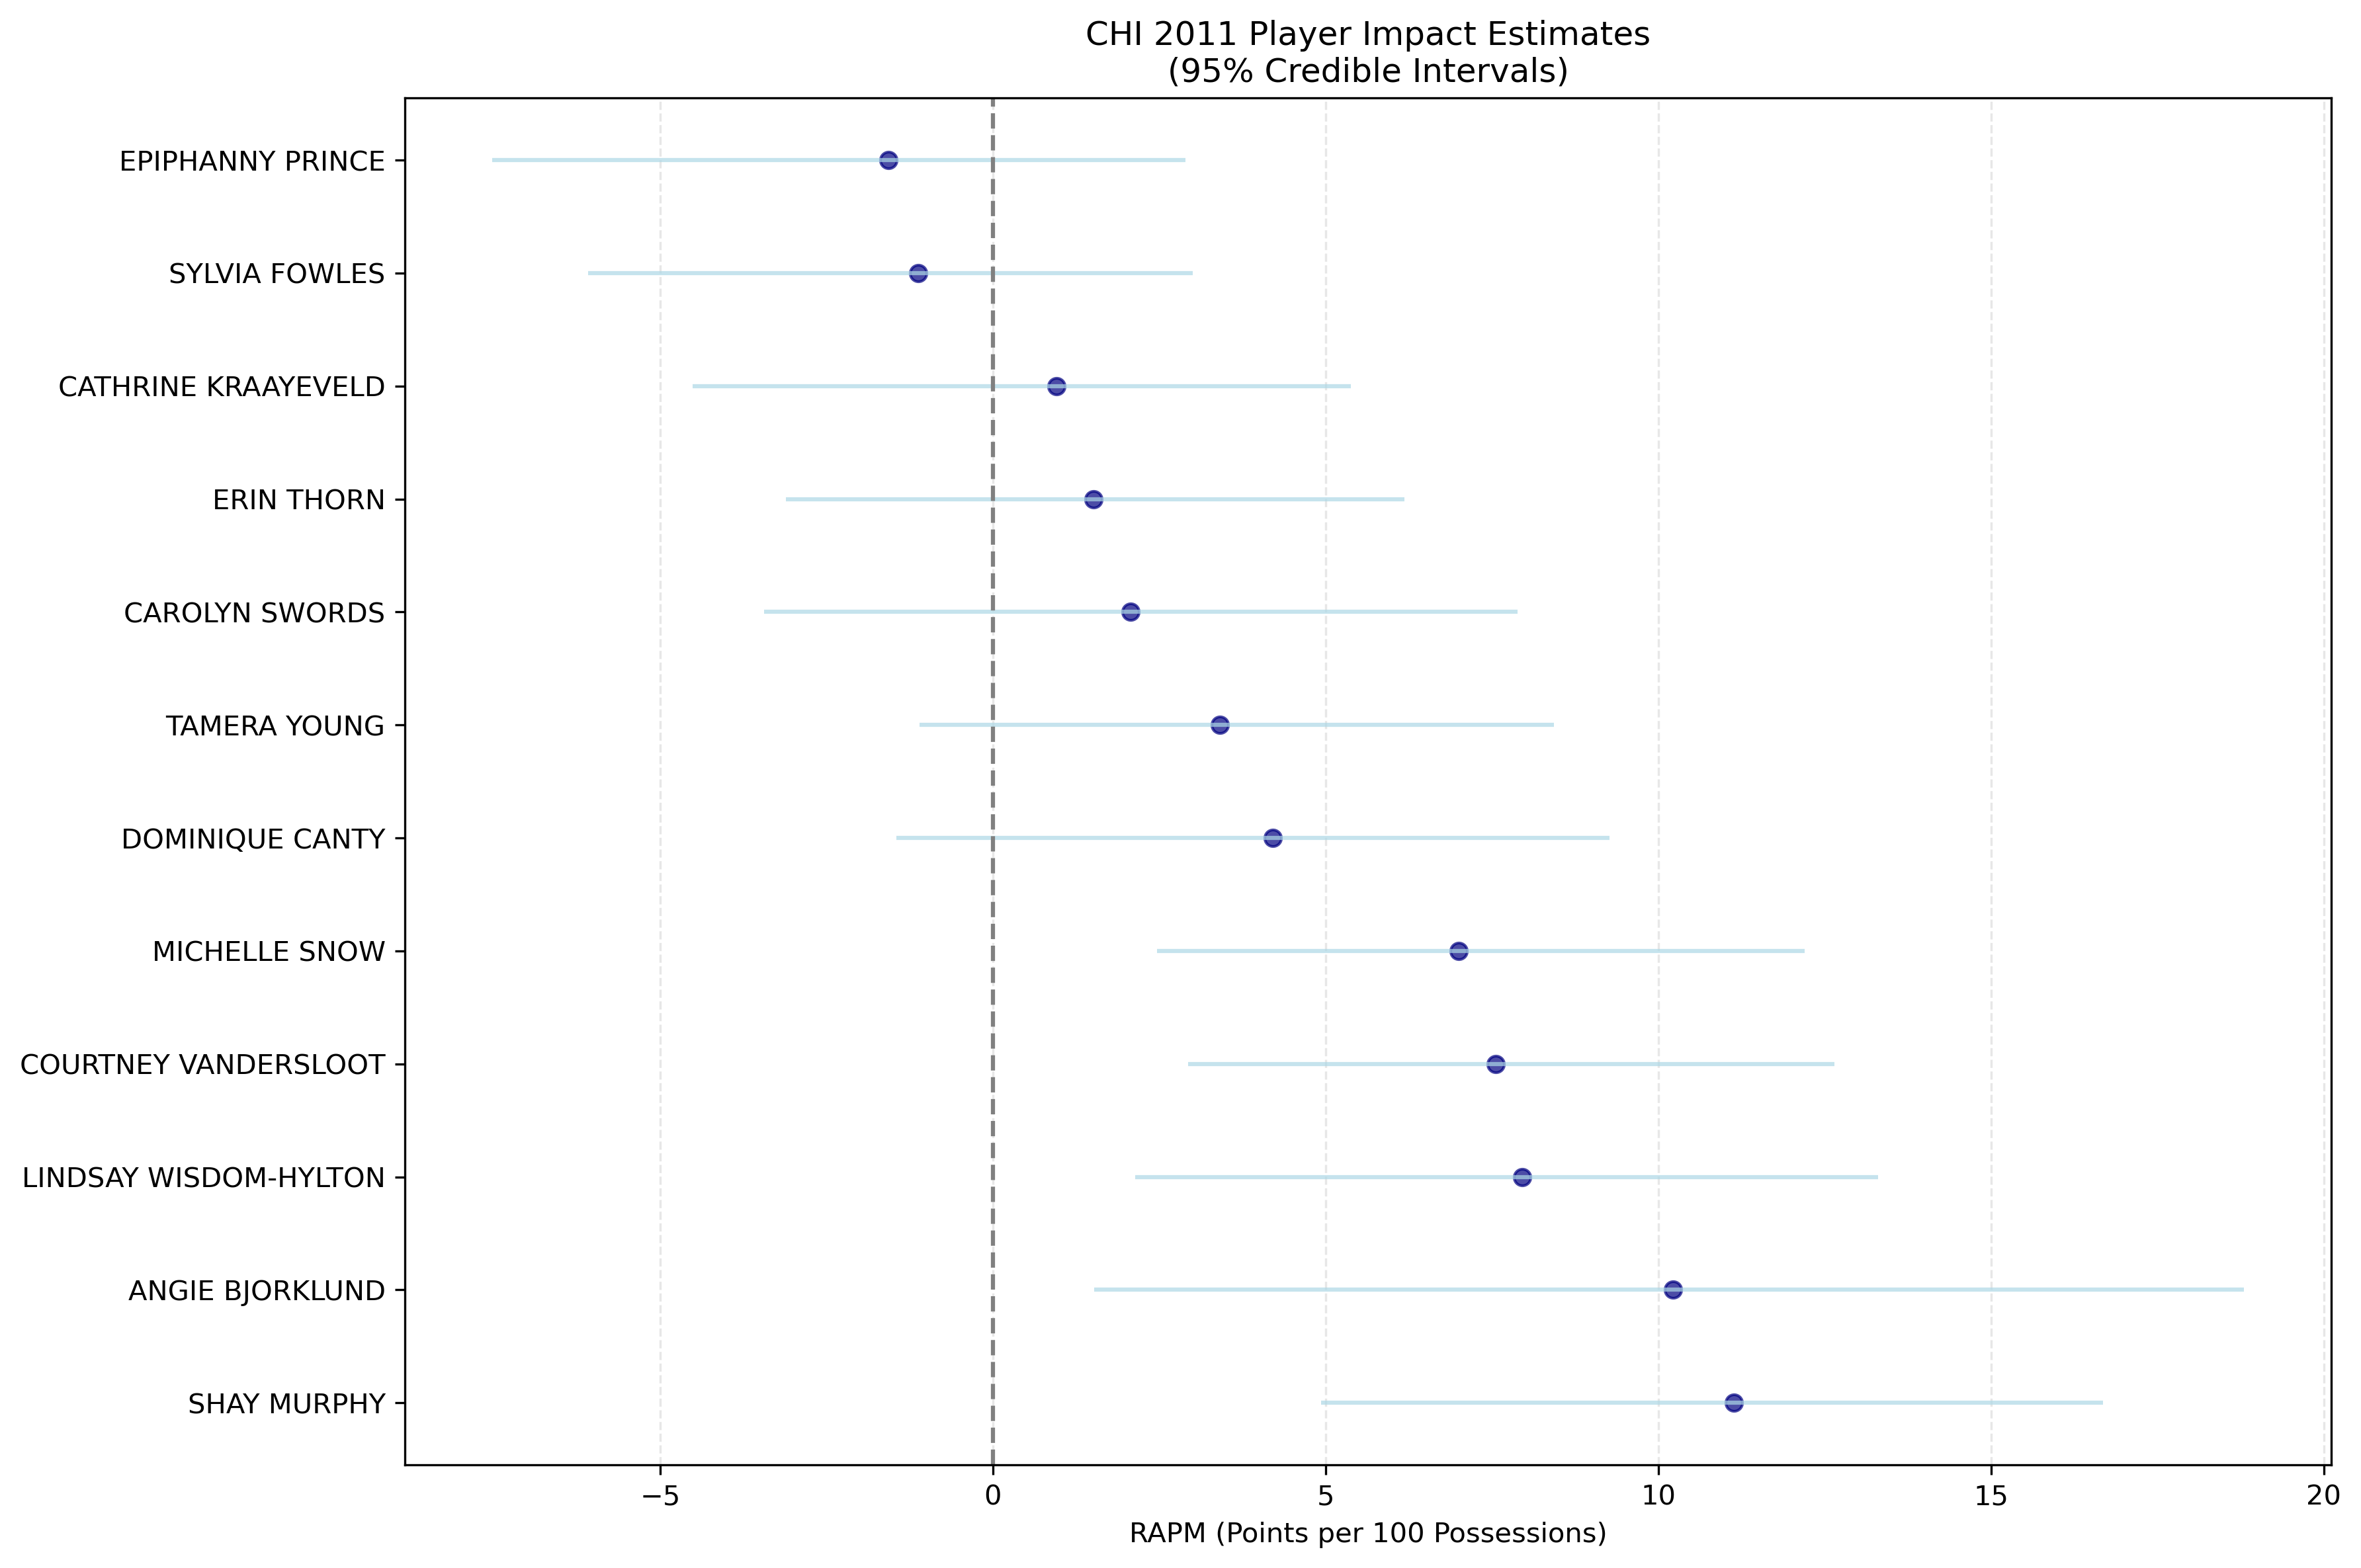 CHI 2011 Player Impact Estimates
(95% Credible Intervals)
EPIPHANNY PRINCE
SYLVIA FOWLES
CATHRINE KRAAYEVELD
ERIN THORN
CAROLYN SWORDS
TAMERA YOUNG
DOMINIQUE CANTY
MICHELLE SNOW
COURTNEY VANDERSLOOT
LINDSAY WISDOM-HYLTON
ANGIE BJORKLUND
SHAY MURPHY
−5 0 5 10 15 20
RAPM (Points per 100 Possessions)